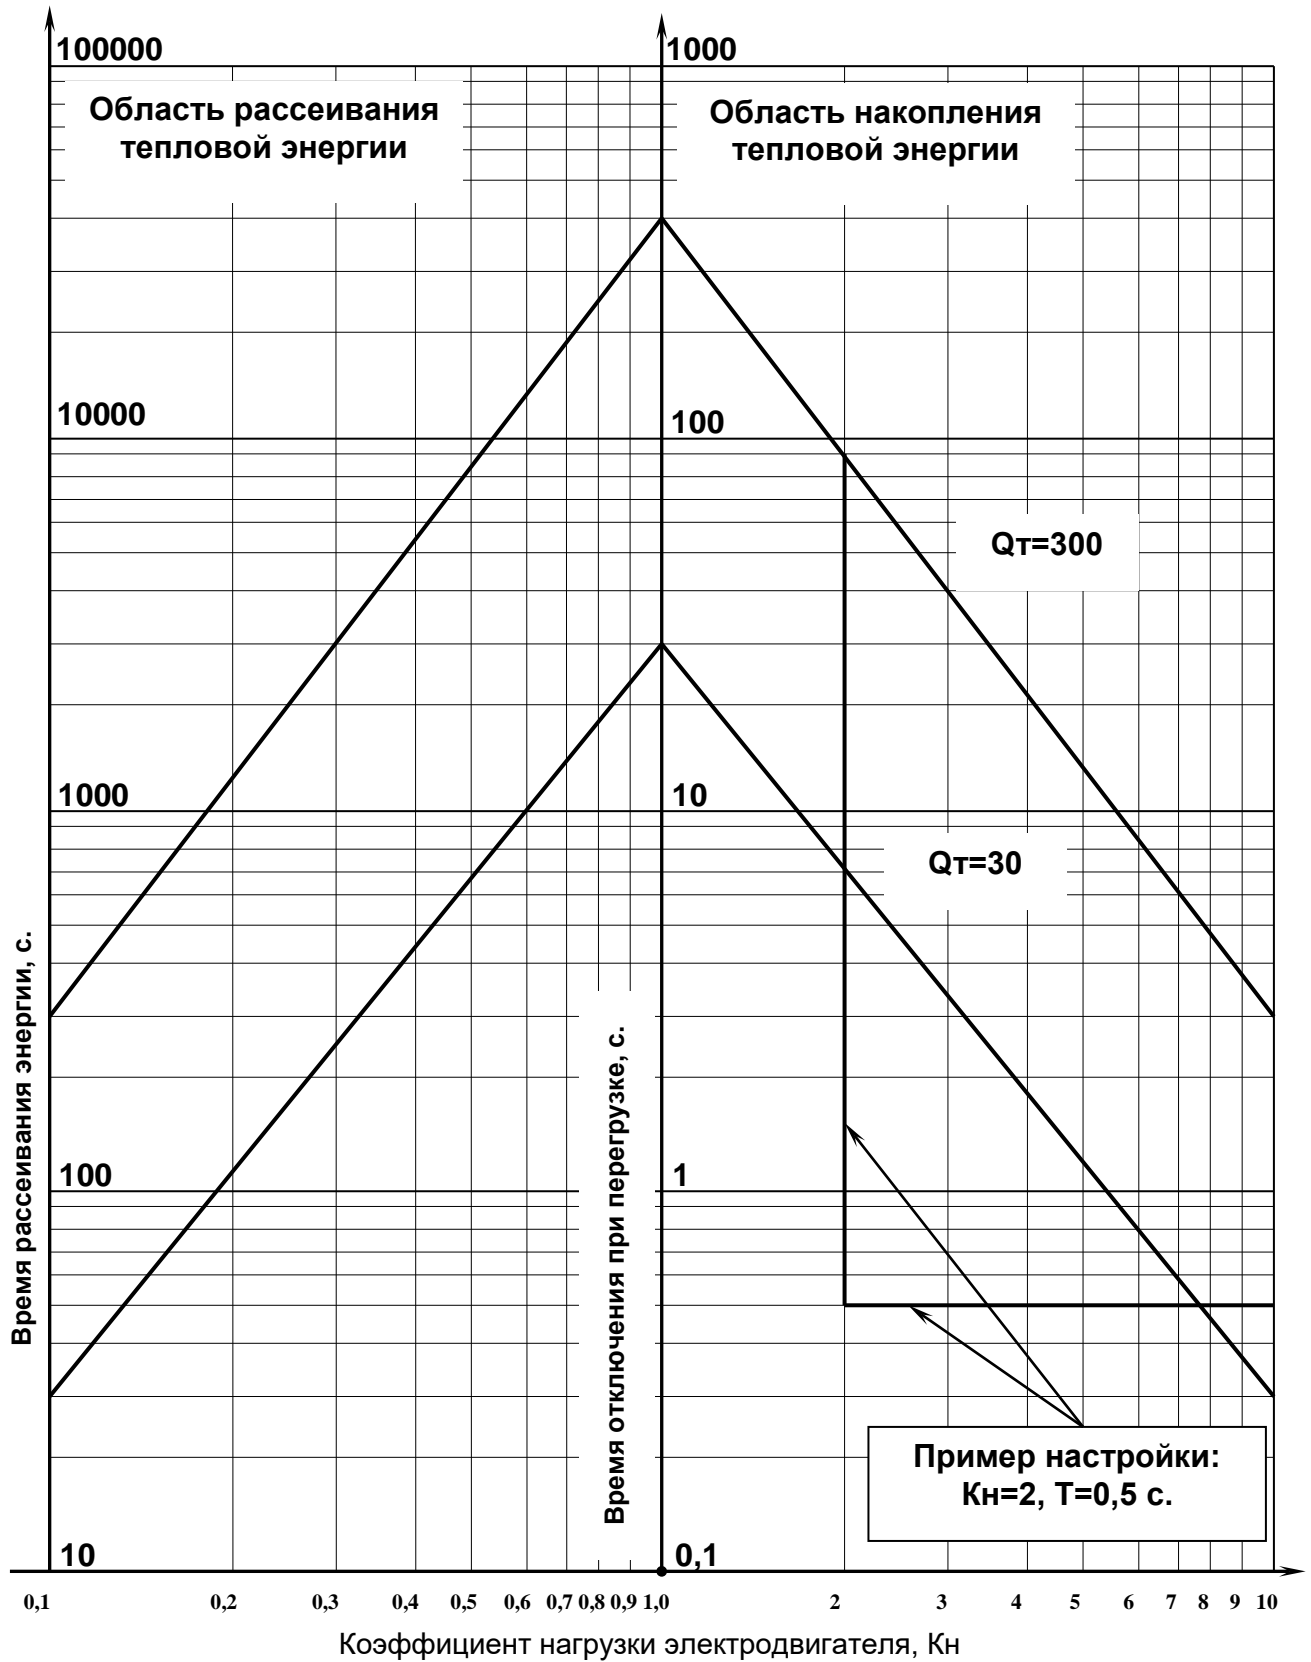 100000
1000
Область рассеивания
тепловой энергии
Область накопления
тепловой энергии
10000
100
Qт=300
1000
10
Qт=30
Время рассеивания энергии, с.
Время отключения при перегрузке, с.
100
1
Пример настройки:
Кн=2, Т=0,5 с.
10
0,1
0,1 0,2 0,3 0,4 0,5 0,6 0,7 0,8 0,9 1,0 2 3 4 5 6 7 8 9 10
Коэффициент нагрузки электродвигателя, Кн